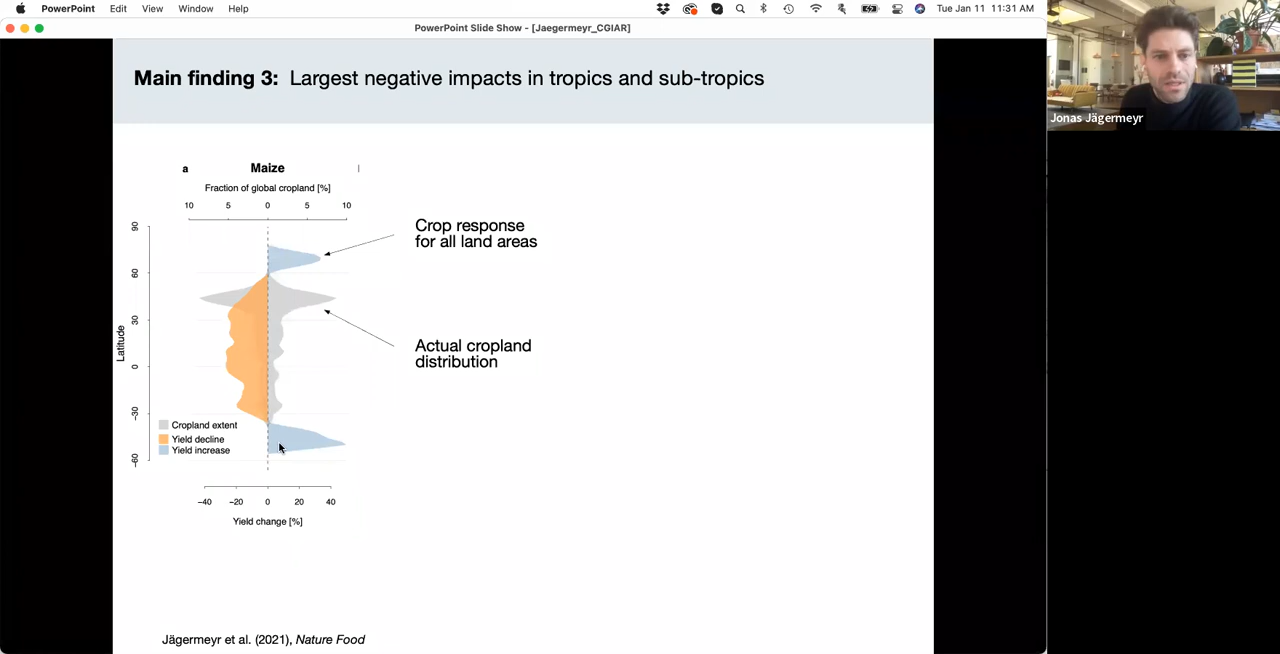 PowerPoint Edit View Window Help Tue Jan 11 11:31 AM
PowerPoint Slide Show - [Jaegermeyr_CGIAR]
Jonas Jägermeyr
Main finding 3: Largest negative impacts in tropics and sub-tropics
a Maize
Fraction of global cropland [%]
10 5 0 5 10
90
60
30
0
−30
−60
Latitude
Crop response
for all land areas
Actual cropland
distribution
Cropland extent
Yield decline
Yield increase
−40 −20 0 20 40
Yield change [%]
Jägermeyr et al. (2021), Nature Food